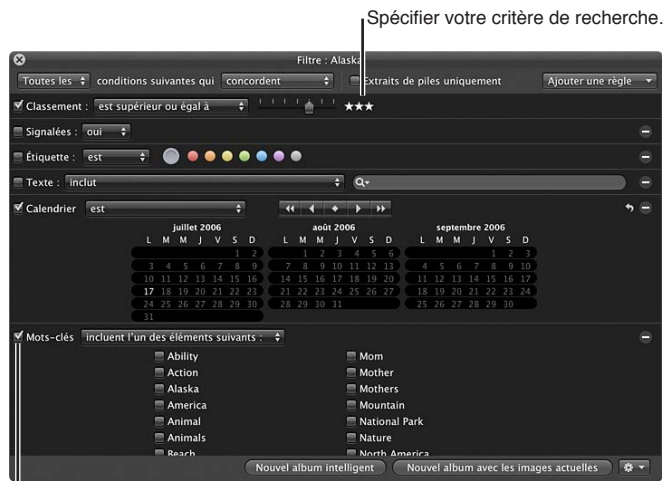 Spécifier votre critère de recherche.
Filtre : Alaska
Toutes les conditions suivantes qui concordent Extraits de piles uniquement Ajouter une règle
Classement : est supérieur ou égal à ★★★
Signalées : oui
Étiquette : est
Texte : inclut
Calendrier est
juillet 2006 août 2006 septembre 2006
L M M J V S D L M M J V S D L M M J V S D
1 2 1 2 3 4 5 6 1 2 3
3 4 5 6 7 8 9 7 8 9 10 11 12 13 4 5 6 7 8 9 10
10 11 12 13 14 15 16 14 15 16 17 18 19 20 11 12 13 14 15 16 17
17 18 19 20 21 22 23 21 22 23 24 25 26 27 18 19 20 21 22 23 24
24 25 26 27 28 29 30 28 29 30 31 25 26 27 28 29 30
31
Mots-clés incluent l'un des éléments suivants :
Ability Mom
Action Mother
Alaska Mothers
America Mountain
Animal National Park
Animals Nature
Beach North America
Nouvel album intelligent Nouvel album avec les images actuelles